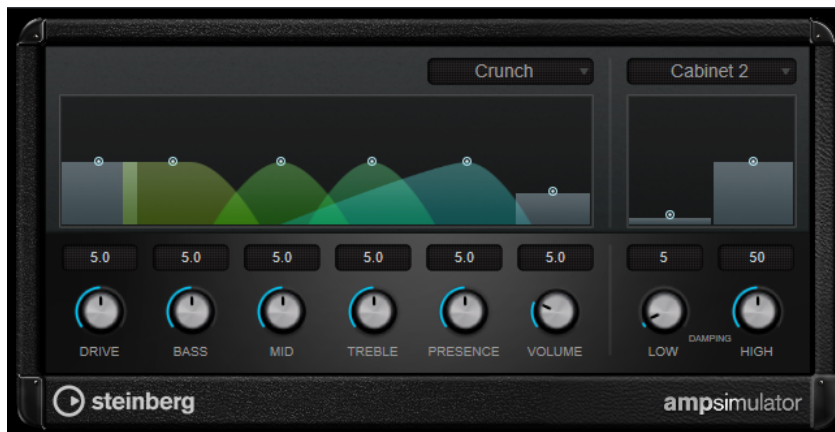 Crunch Cabinet 2
5.0 5.0 5.0 5.0 5.0 5.0 5 50
DRIVE BASS MID TREBLE PRESENCE VOLUME LOW DAMPING HIGH
steinberg ampsimulator